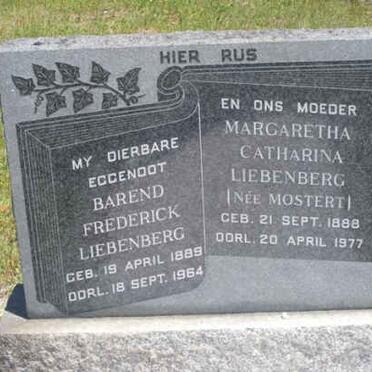 HIER RUS
MY DIERBARE
EGGENOOT
BAREND
FREDERICK
LIEBENBERG
GEB. 19 APRIL 1889
OORL. 18 SEPT. 1964
EN ONS MOEDER
MARGARETHA
CATHARINA
LIEBENBERG
(NÉE MOSTERT)
GEB. 21 SEPT. 1888
OORL. 20 APRIL 1977